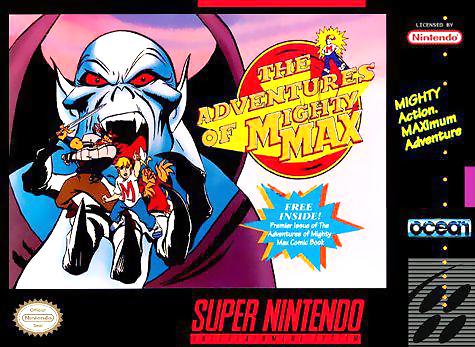 LICENSED BY
Nintendo
THE
ADVENTURES
OF MIGHTY
MAX
MIGHTY
Action.
MAXimum
Adventure
M
FREE
INSIDE!
Premier Issue of The
Adventures of Mighty
Max Comic Book
ocean
Official
Nintendo
Seal
SUPER NINTENDO
ENTERTAINMENT SYSTEM